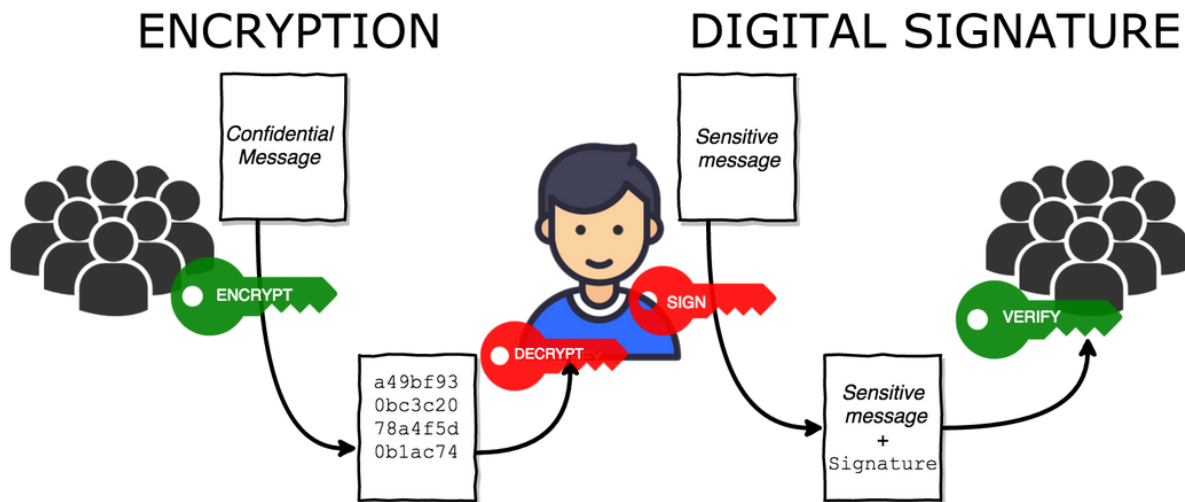 ENCRYPTION
Confidential
Message
ENCRYPT
a49bf93
0bc3c20
78a4f5d
0b1ac74
DECRYPT
DIGITAL SIGNATURE
Sensitive
message
SIGN
Sensitive
message
+
Signature
VERIFY